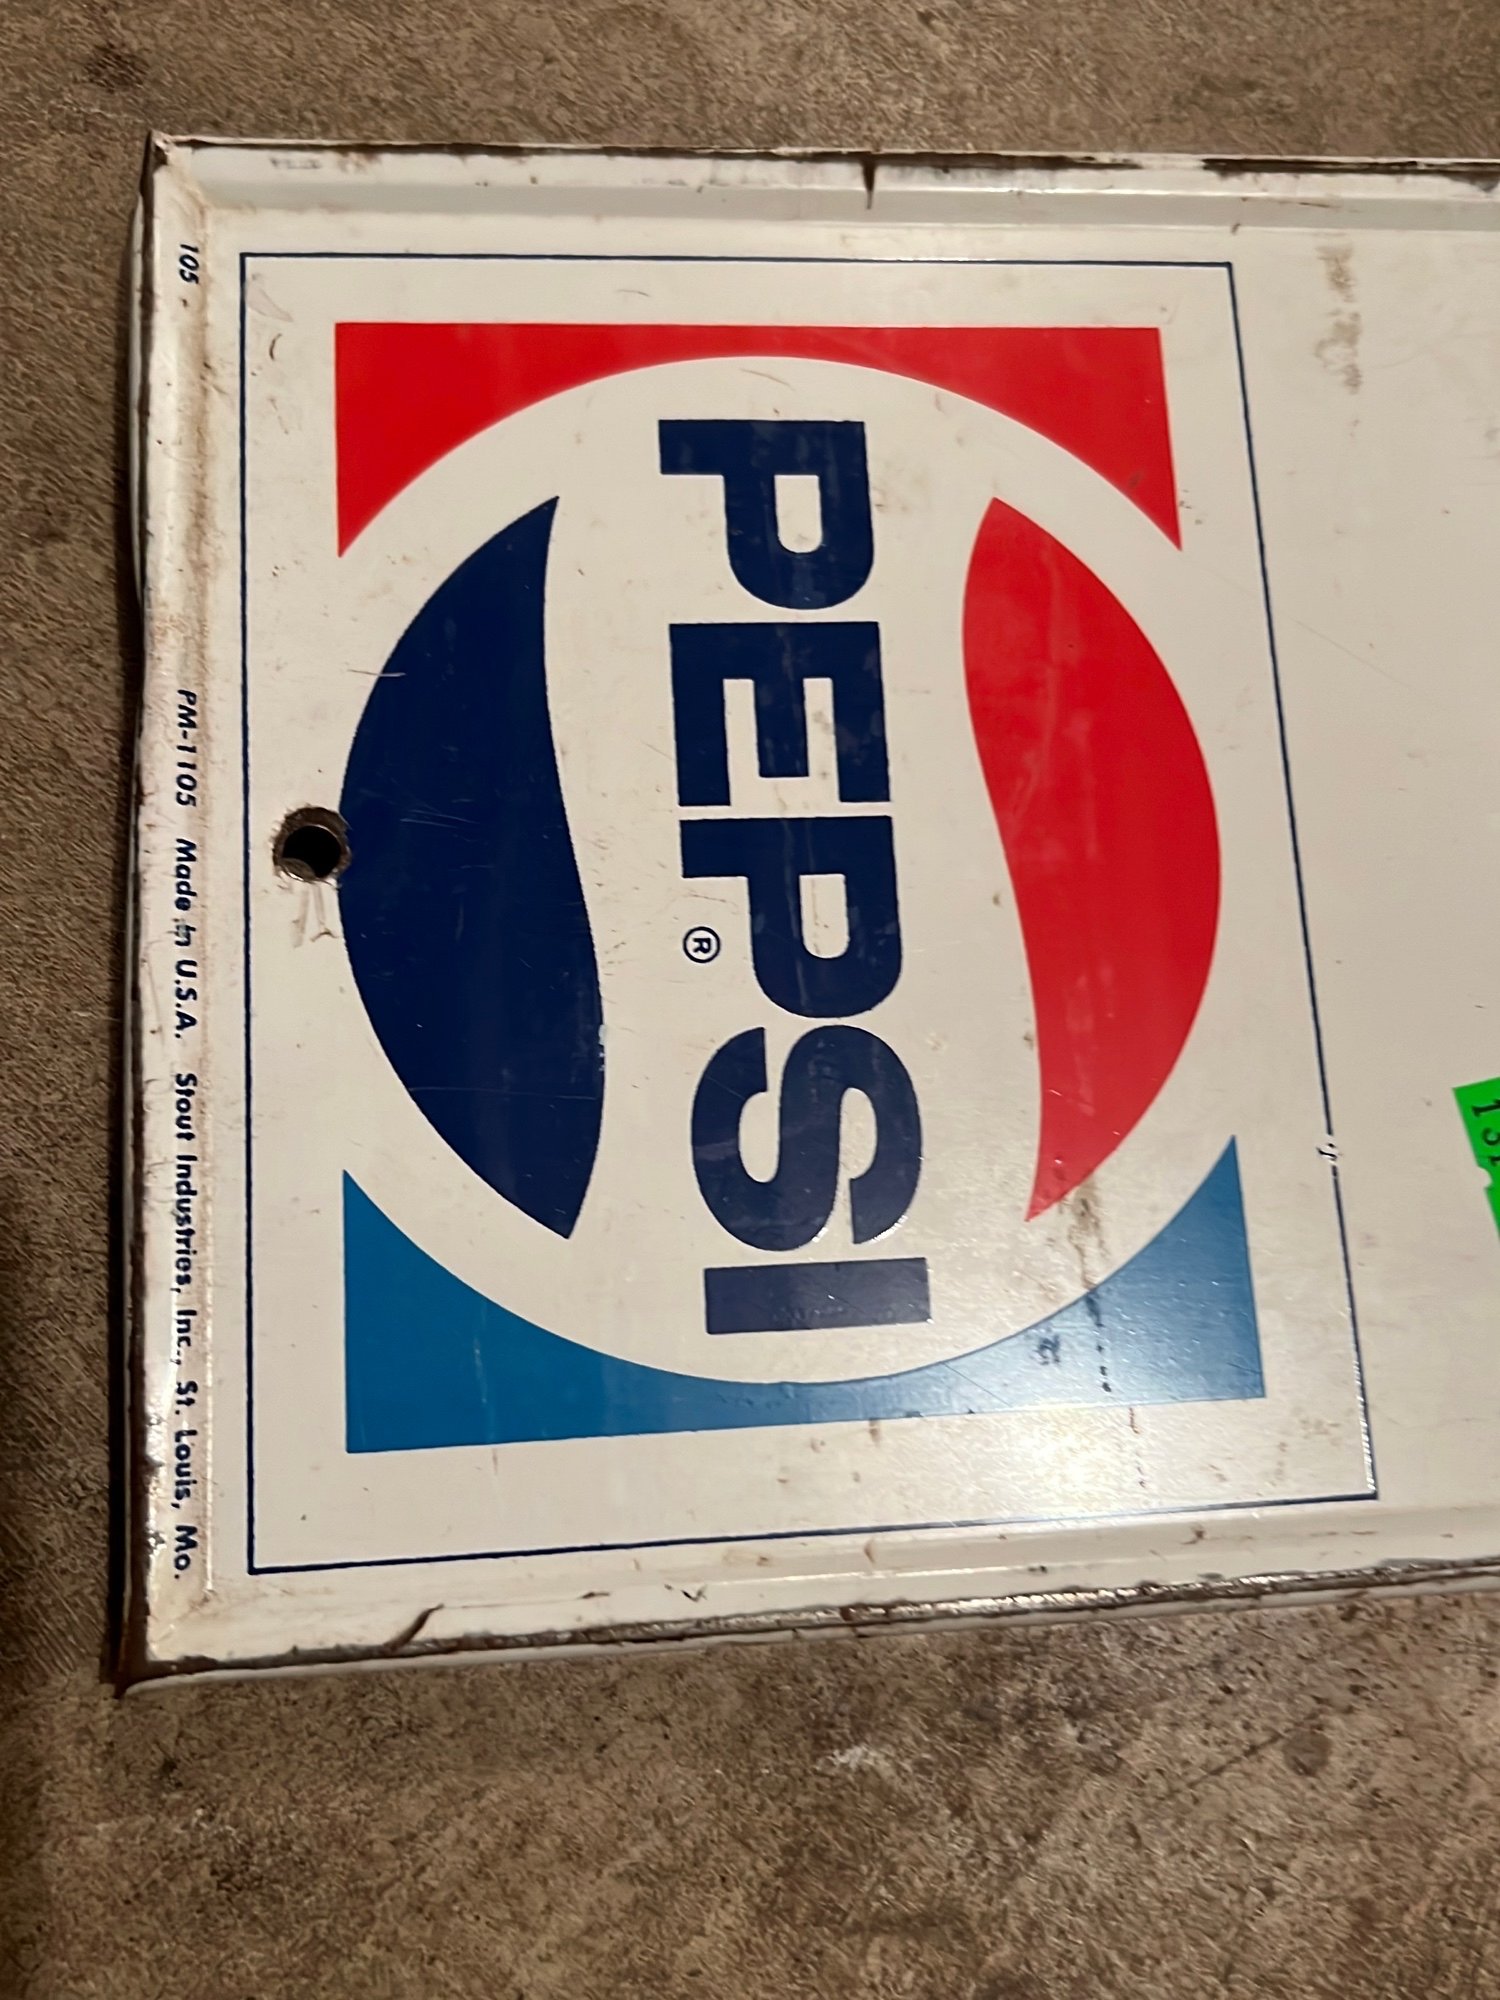 PEPSI®
105
PM-1105 Made in U.S.A. Stout Industries, Inc., St. Louis, Mo.